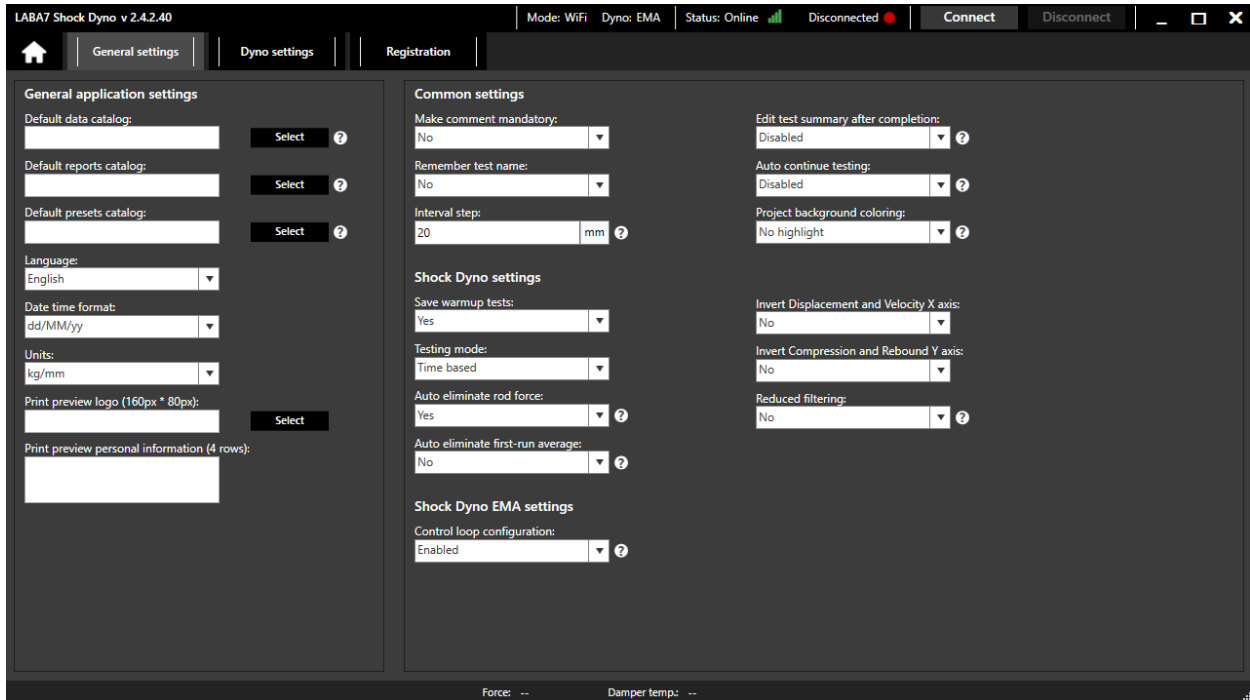 LABA7 Shock Dyno v 2.4.2.40
Mode: WiFi Dyno: EMA Status: Online Disconnected Connect Disconnect
General settings Dyno settings Registration
General application settings
Default data catalog:
Select ?
Default reports catalog:
Select ?
Default presets catalog:
Select ?
Language:
English
Date time format:
dd/MM/yy
Units:
kg/mm
Print preview logo (160px * 80px):
Select
Print preview personal information (4 rows):
Common settings
Make comment mandatory:
No
Remember test name:
No
Interval step:
20 mm ?
Edit test summary after completion:
Disabled ?
Auto continue testing:
Disabled ?
Project background coloring:
No highlight ?
Shock Dyno settings
Save warmup tests:
Yes
Testing mode:
Time based
Auto eliminate rod force:
Yes ?
Auto eliminate first-run average:
No ?
Invert Displacement and Velocity X axis:
No
Invert Compression and Rebound Y axis:
No
Reduced filtering:
No ?
Shock Dyno EMA settings
Control loop configuration:
Enabled ?
Force: -- Damper temp.: --